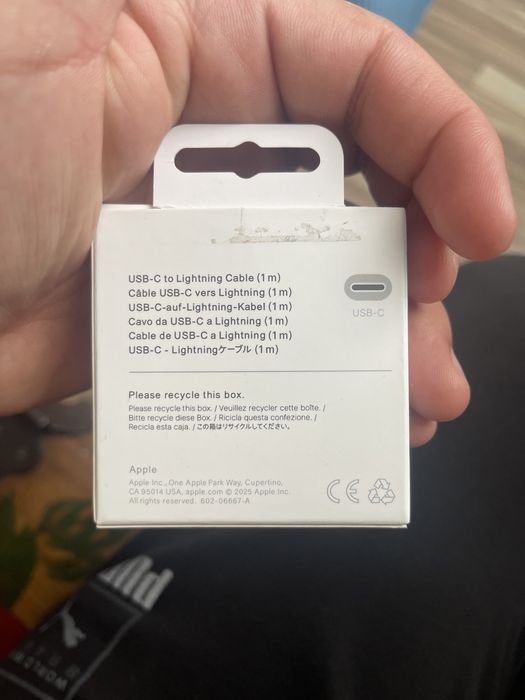 USB-C to Lightning Cable (1 m)
Câble USB-C vers Lightning (1 m)
USB-C-auf-Lightning-Kabel (1 m)
Cavo da USB-C a Lightning (1 m)
Cable de USB-C a Lightning (1 m)
USB-C - Lightningケーブル (1 m)
USB-C
Please recycle this box.
Please recycle this box. / Veuillez recycler cette boîte. /
Bitte recycle diese Box. / Ricicla questa confezione. /
Recicla esta caja. / この箱はリサイクルしてください。
Apple
Apple Inc., One Apple Park Way, Cupertino,
CA 95014 USA, apple.com © 2025 Apple Inc.
All rights reserved. 602-06667-A
CE